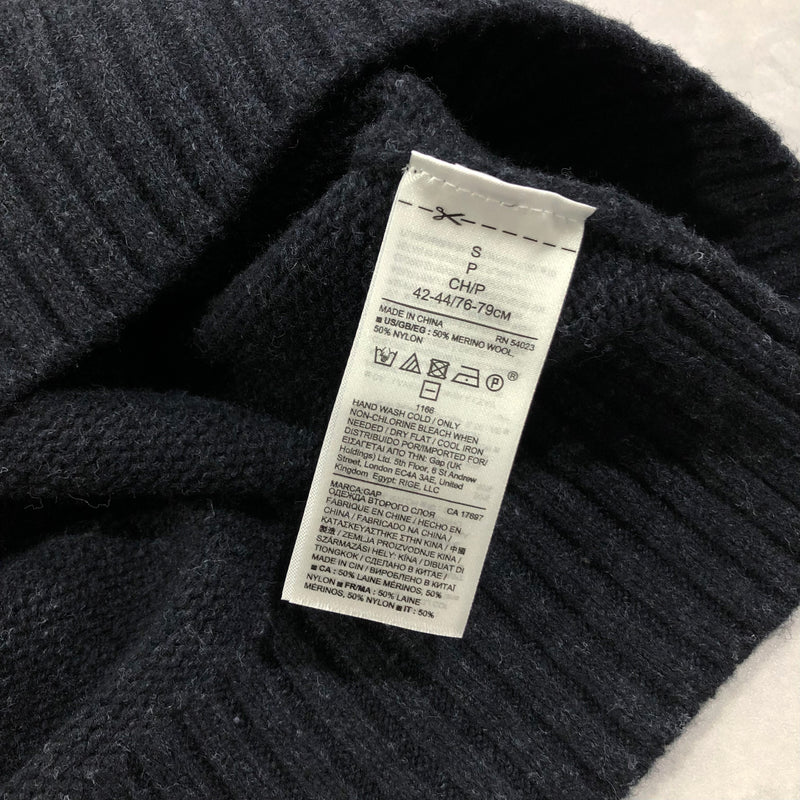 S
P
CH/P
42-44/76-79CM
MADE IN CHINA RN 54023
■ US/GB/EG : 50% MERINO WOOL,
50% NYLON
P ®
1166
HAND WASH COLD / ONLY
NON-CHLORINE BLEACH WHEN
NEEDED / DRY FLAT / COOL IRON
DISTRIBUIDO POR/IMPORTED FOR/
ΕΙΣΑΓΕΤΑΙ ΑΠΟ ΤΗΝ: Gap (UK
Holdings) Ltd. 5th Floor, 6 St Andrew
Street, London EC4A 3AE, United
Kingdom Egypt: RIGE, LLC
МАРКА:GAP CA 17897
ОДЕЖДА ВТОРОГО СЛОЯ
FABRIQUE EN CHINE / HECHO EN
CHINA / FABRICADO NA CHINA /
ΚΑΤΑΣΚΕΥΑΣΤΗΚΕ ΣΤΗΝ ΚΙΝΑ / 中國
製造 / ZEMLJA PROIZVODNJE KINA /
SZÁRMAZÁSI HELY: KÍNA / DIBUAT DI
TIONGKOK / СДЕЛАНО В КИТАЕ /
MADE IN CIN / ВИРОБЛЕНО В КИТАЇ
■ CA : 50% LAINE MÉRINOS, 50%
NYLON ■ FR/MA : 50% LAINE
MÉRINOS, 50% NYLON ■ IT : 50%